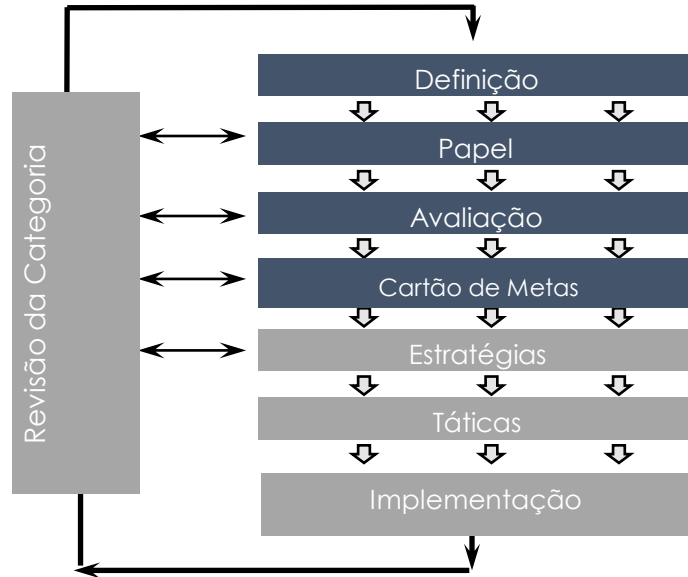 Definição
Papel
Avaliação
Cartão de Metas
Estratégias
Táticas
Implementação
Revisão da Categoria